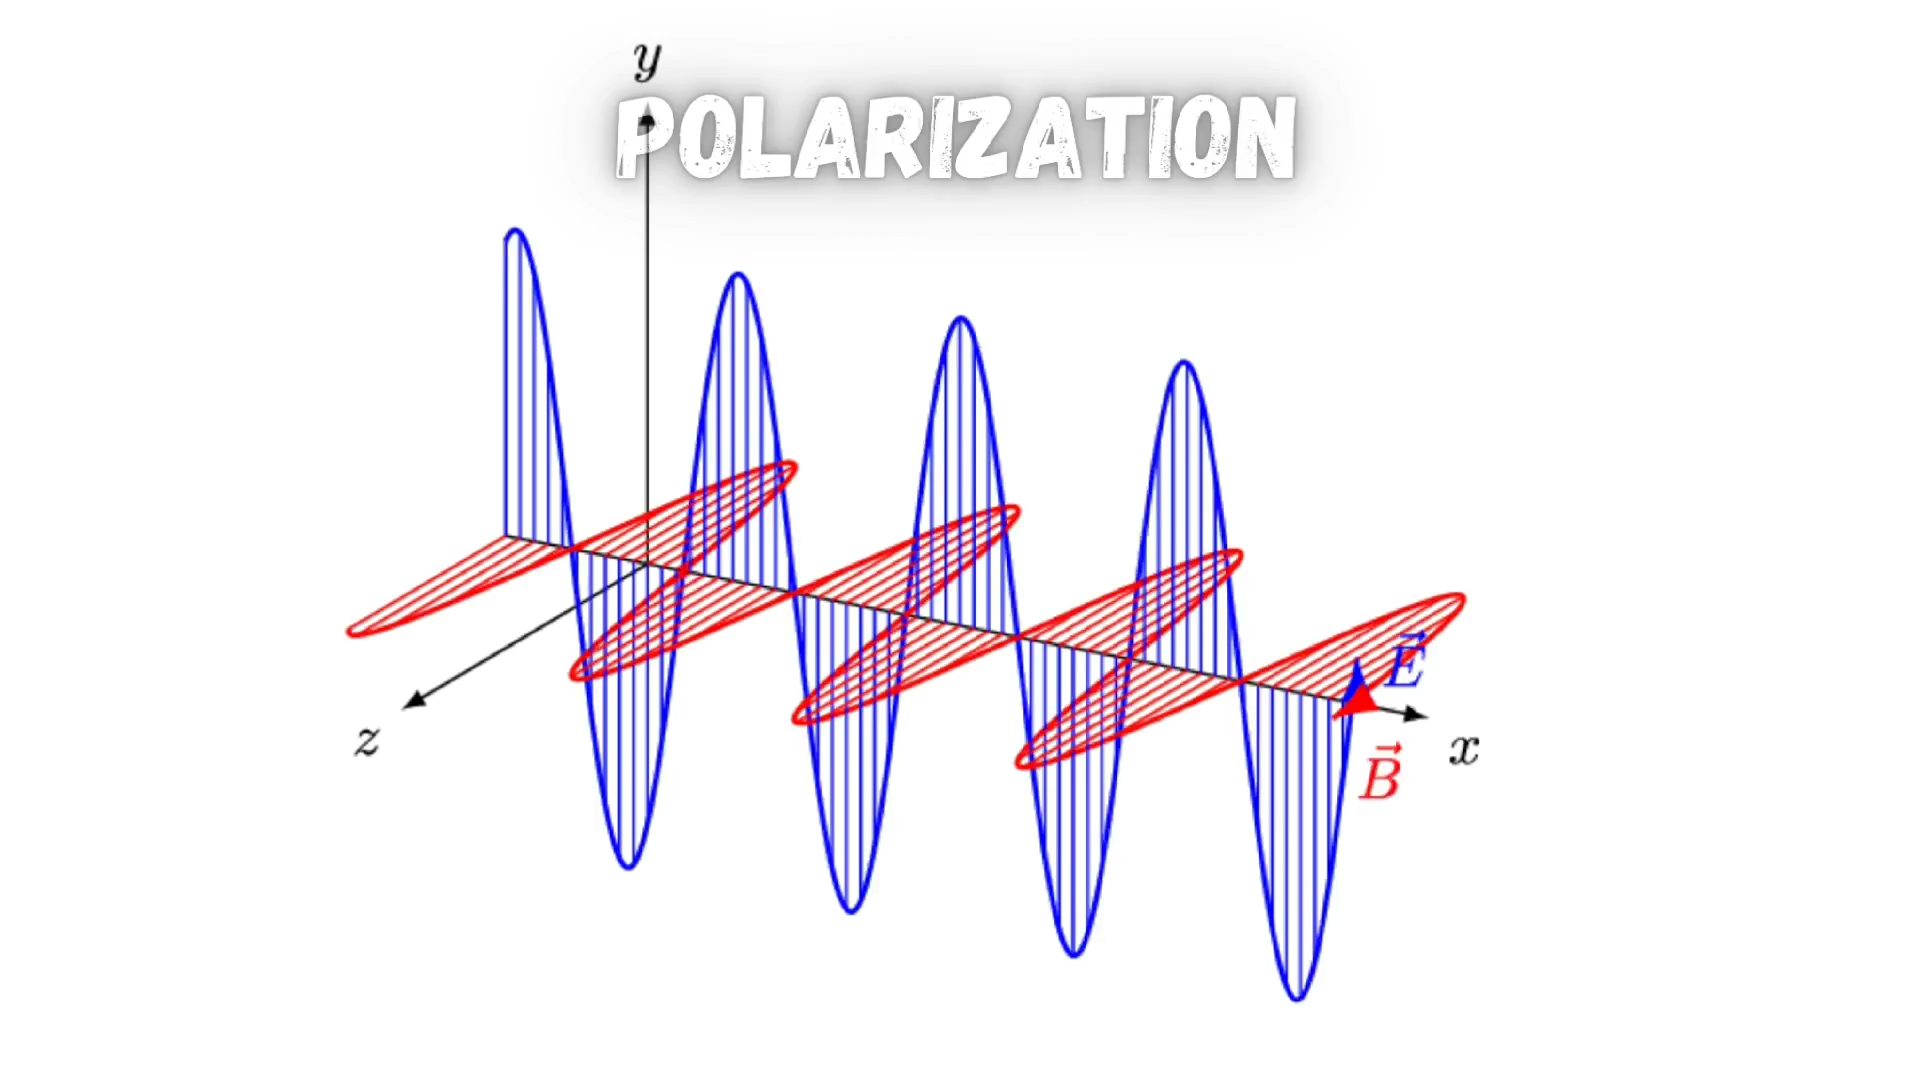 y
POLARIZATION
E⃗
z
x
B⃗